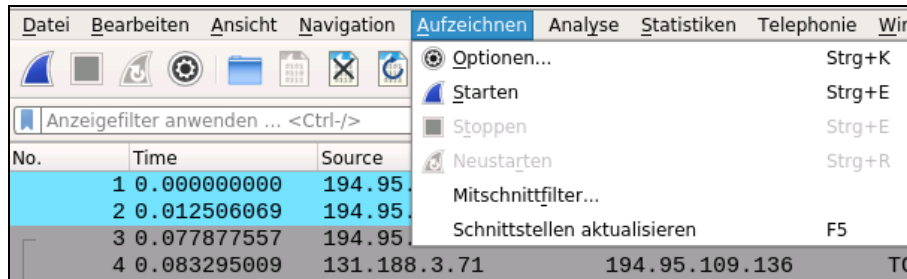 Datei Bearbeiten Ansicht Navigation Aufzeichnen Analyse Statistiken Telephonie
Optionen... Strg+K
Starten Strg+E
Anzeigefilter anwenden ... <Ctrl-/>
Stoppen Strg+E
No. Time Source
Neustarten Strg+R
1 0.000000000 194.95.
Mitschnittfilter...
2 0.012506069 194.95.
Schnittstellen aktualisieren F5
3 0.077877557 194.95.
4 0.083295009 131.188.3.71 194.95.109.136